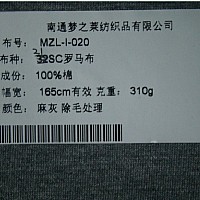 南通梦之莱纺织品有限公司
布号: MZL-I-020
布种: 32SC罗马布
成份: 100%棉
幅宽: 165cm有效 克重: 310g
颜色: 麻灰 除毛处理